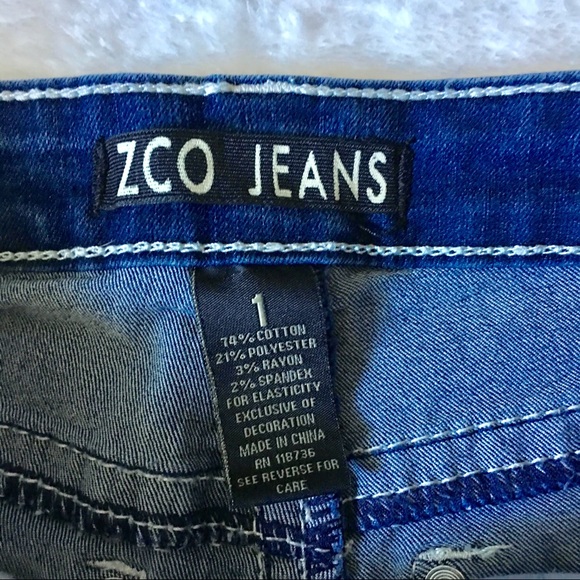 ZCO JEANS
1
74% COTTON
21% POLYESTER
3% RAYON
2% SPANDEX
FOR ELASTICITY
EXCLUSIVE OF
DECORATION
MADE IN CHINA
RN 118736
SEE REVERSE FOR
CARE